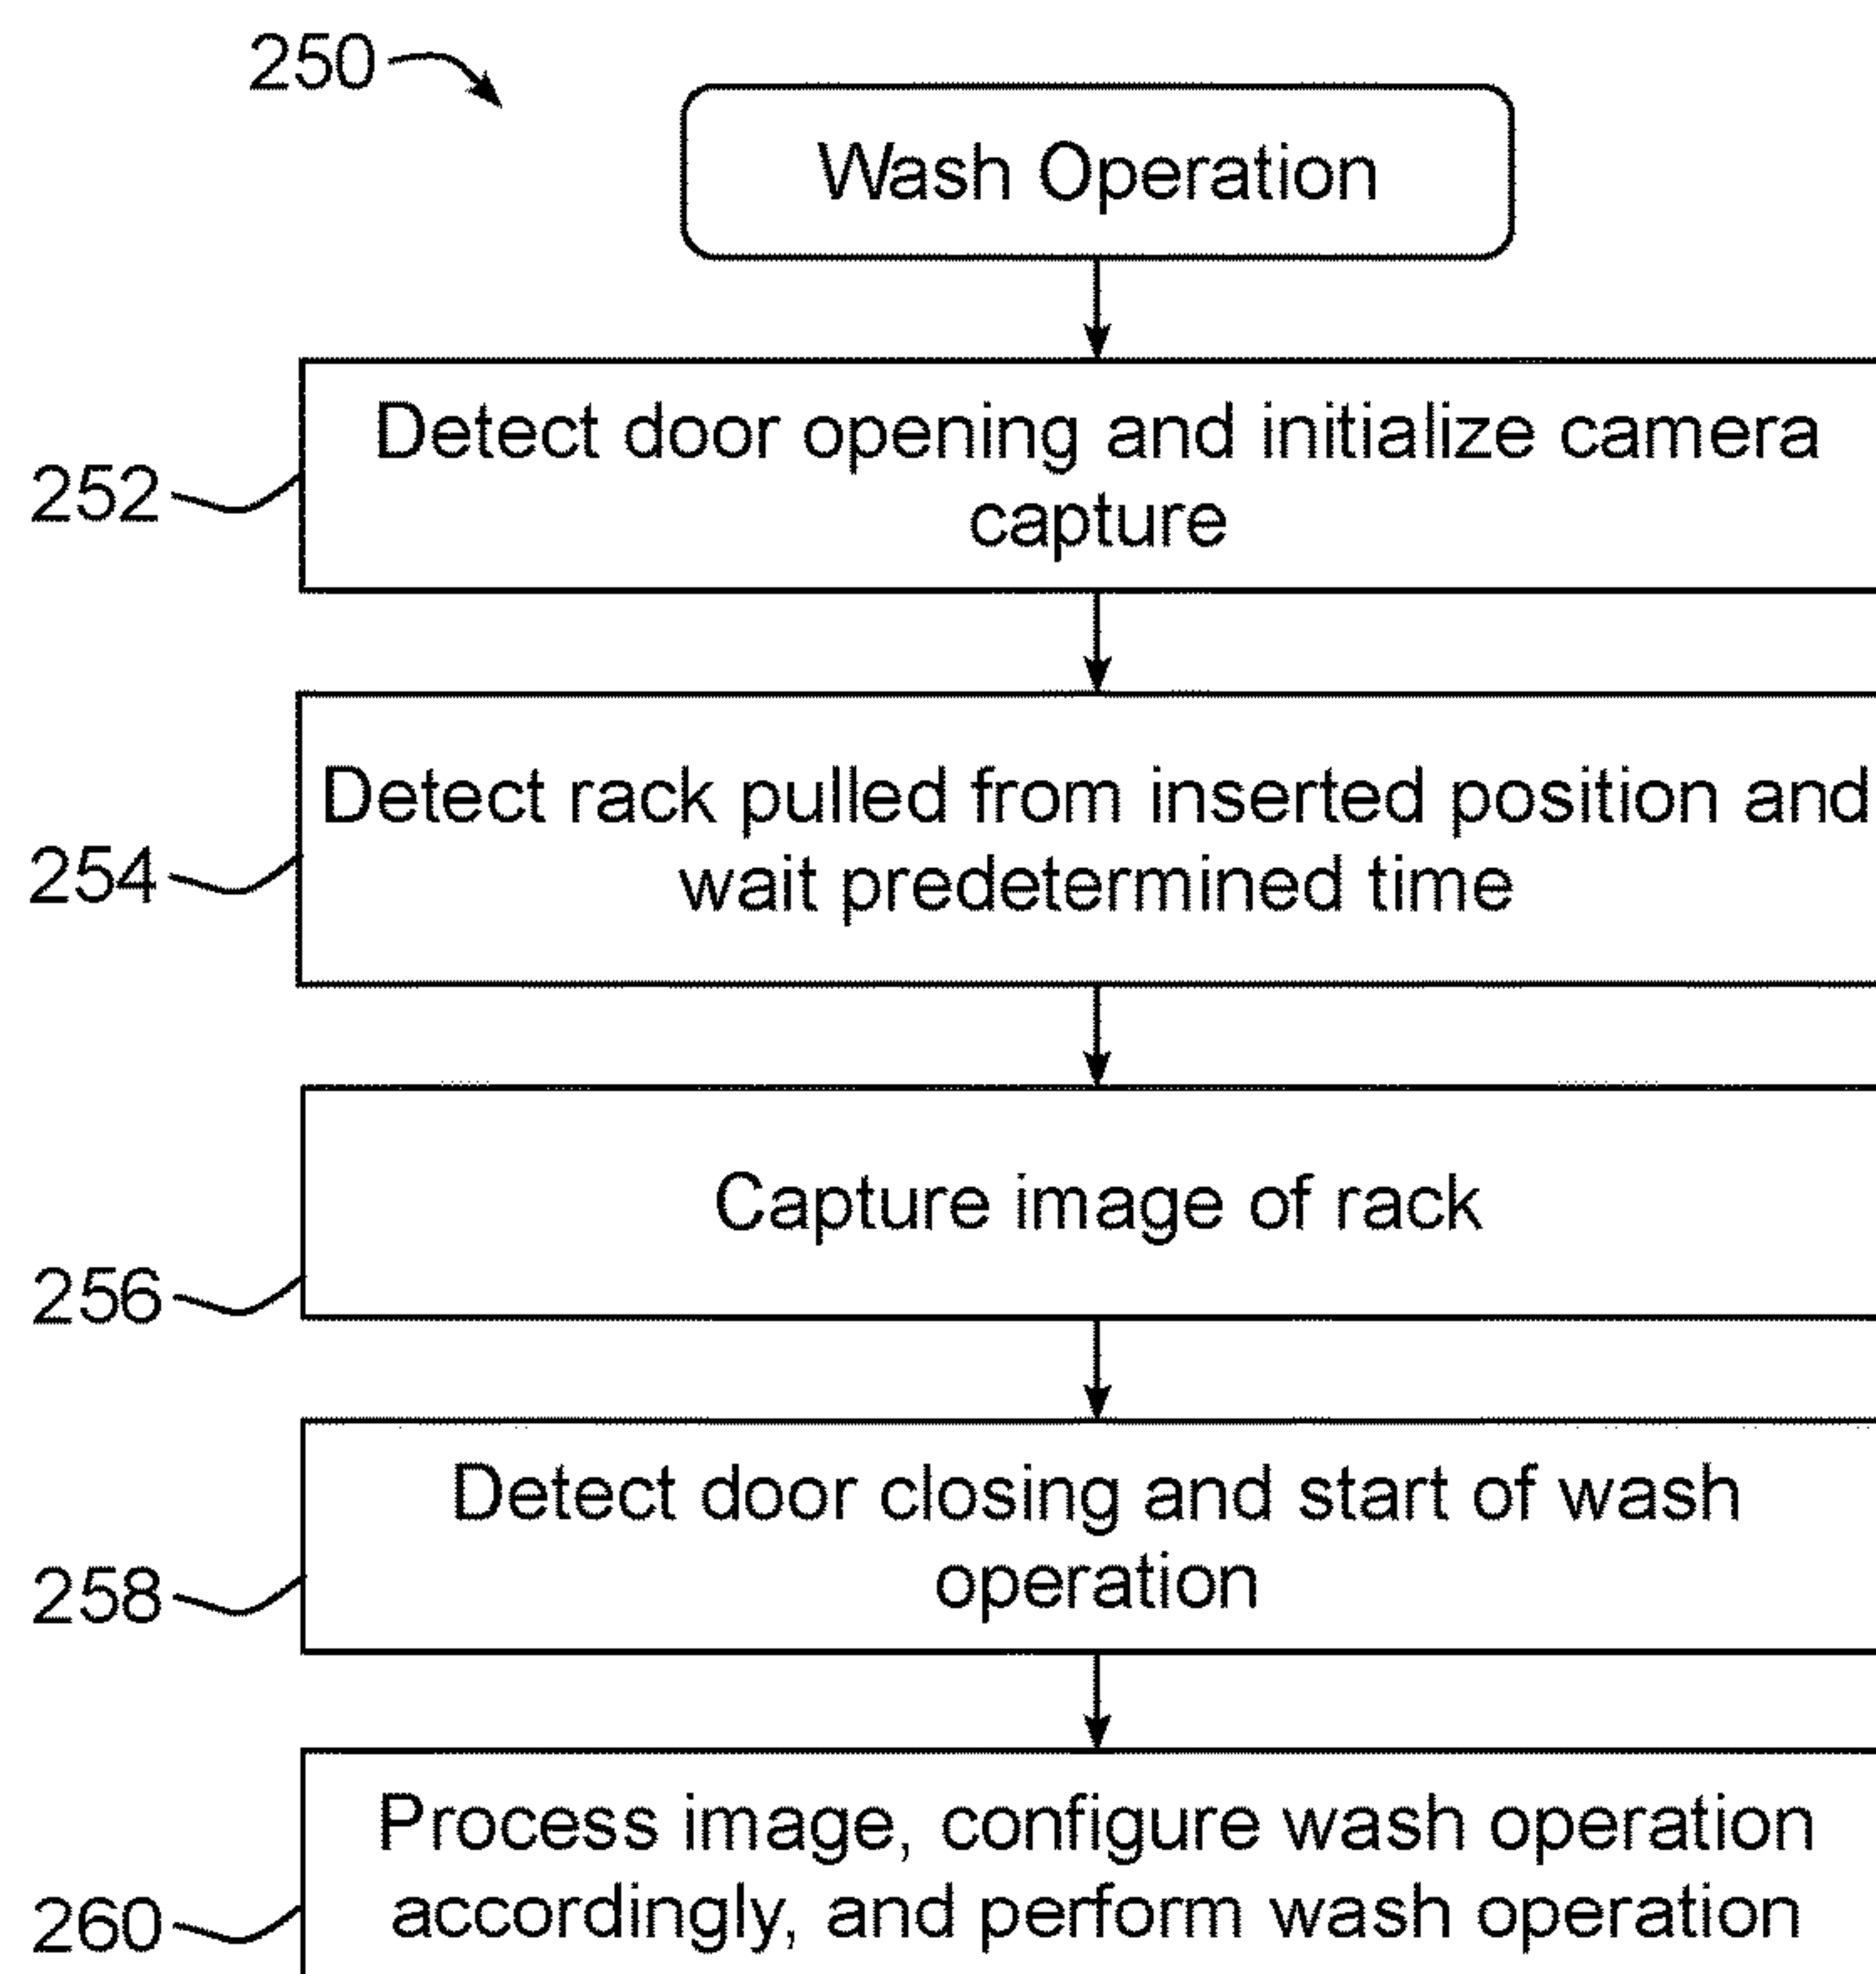 250
Wash Operation
Detect door opening and initialize camera
capture
252
Detect rack pulled from inserted position and
wait predetermined time
254
Capture image of rack
256
Detect door closing and start of wash
operation
258
Process image, configure wash operation
accordingly, and perform wash operation
260